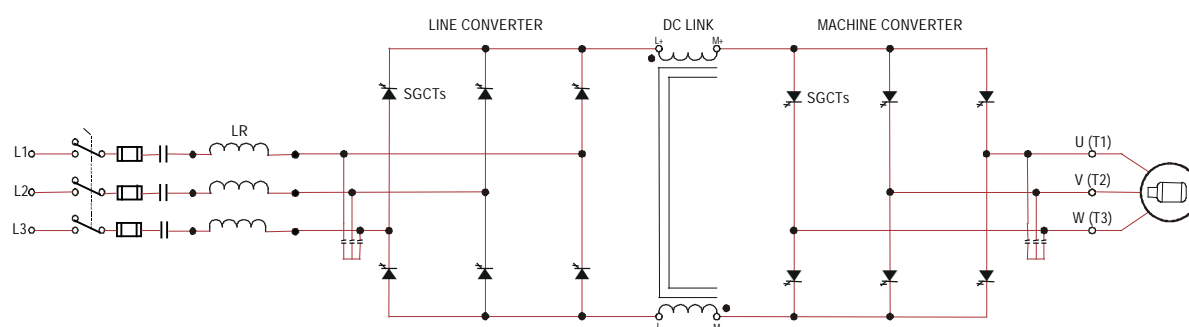 LINE CONVERTER
DC LINK
MACHINE CONVERTER
L+
M+
SGCTs
SGCTs
LR
L1
L2
L3
U (T1)
V (T2)
W (T3)